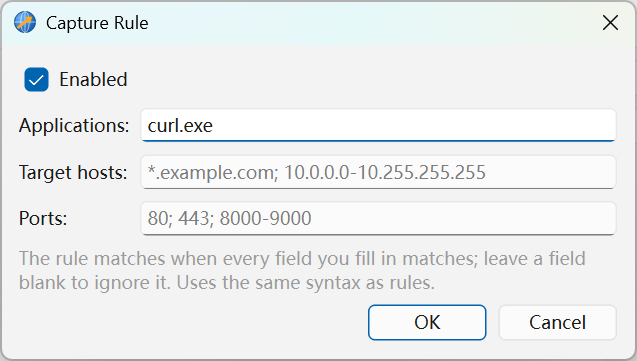 Capture Rule
Enabled
Applications: curl.exe
Target hosts: *.example.com; 10.0.0.0-10.255.255.255
Ports: 80; 443; 8000-9000
The rule matches when every field you fill in matches; leave a field
blank to ignore it. Uses the same syntax as rules.
OK Cancel